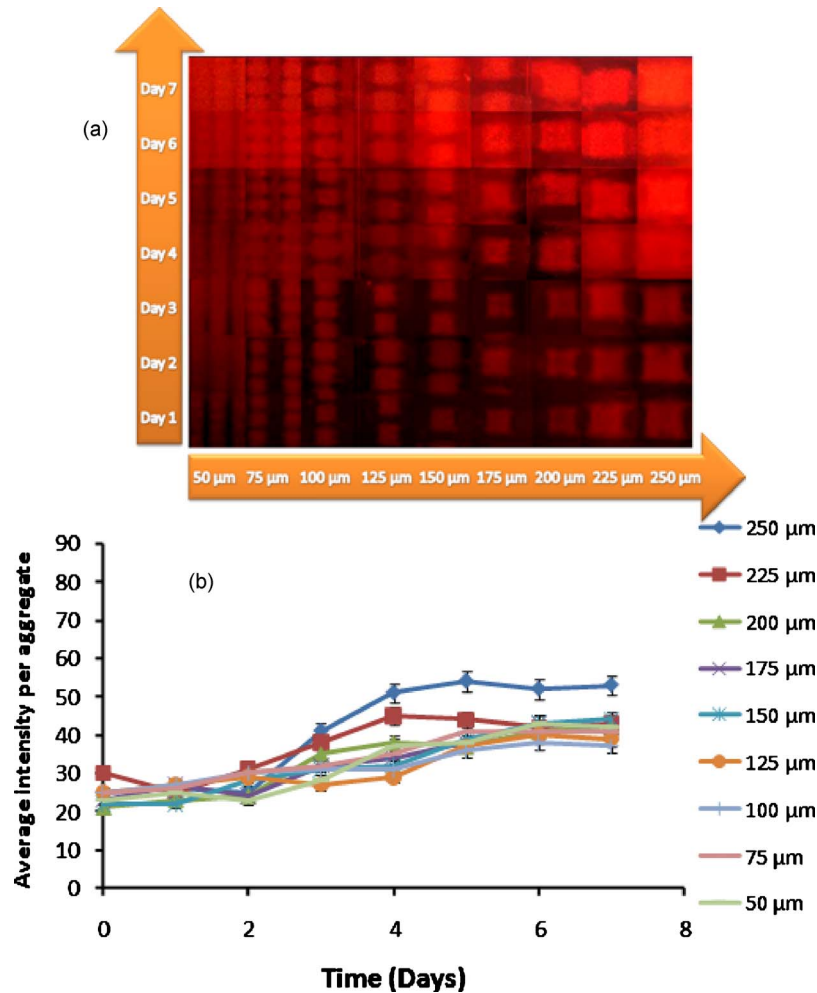 (a)
Day 7
Day 6
Day 5
Day 4
Day 3
Day 2
Day 1
50 µm 75 µm 100 µm 125 µm 150 µm 175 µm 200 µm 225 µm 250 µm
(b)
Average intensity per aggregate
90
80
70
60
50
40
30
20
10
0
0 2 4 6 8
Time (Days)
250 µm
225 µm
200 µm
175 µm
150 µm
125 µm
100 µm
75 µm
50 µm